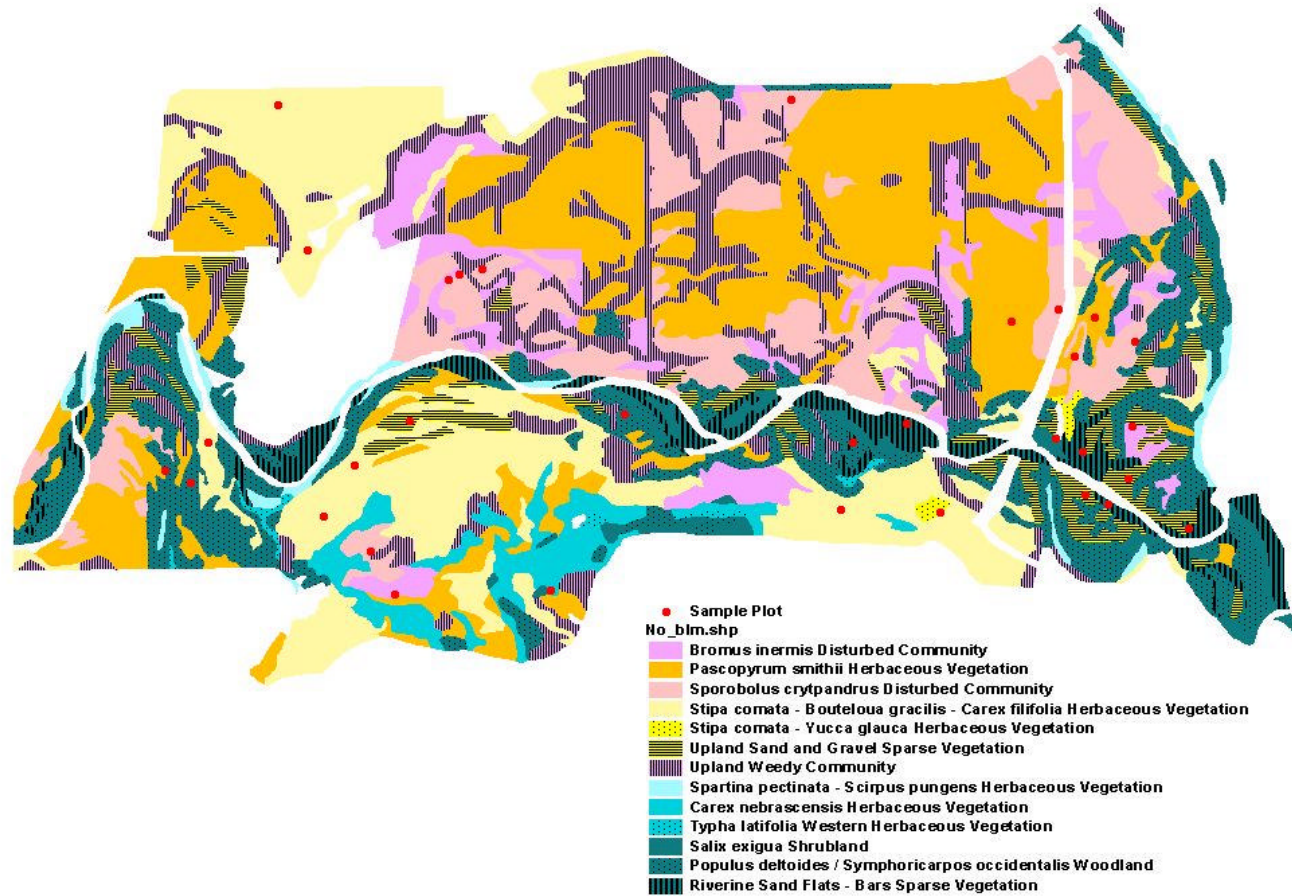 Sample Plot
No_blm.shp
Bromus inermis Disturbed Community
Pascopyrum smithii Herbaceous Vegetation
Sporobolus crytpandrus Disturbed Community
Stipa comata - Bouteloua gracilis - Carex filifolia Herbaceous Vegetation
Stipa comata - Yucca glauca Herbaceous Vegetation
Upland Sand and Gravel Sparse Vegetation
Upland Weedy Community
Spartina pectinata - Scirpus pungens Herbaceous Vegetation
Carex nebrascensis Herbaceous Vegetation
Typha latifolia Western Herbaceous Vegetation
Salix exigua Shrubland
Populus deltoides / Symphoricarpos occidentalis Woodland
Riverine Sand Flats - Bars Sparse Vegetation